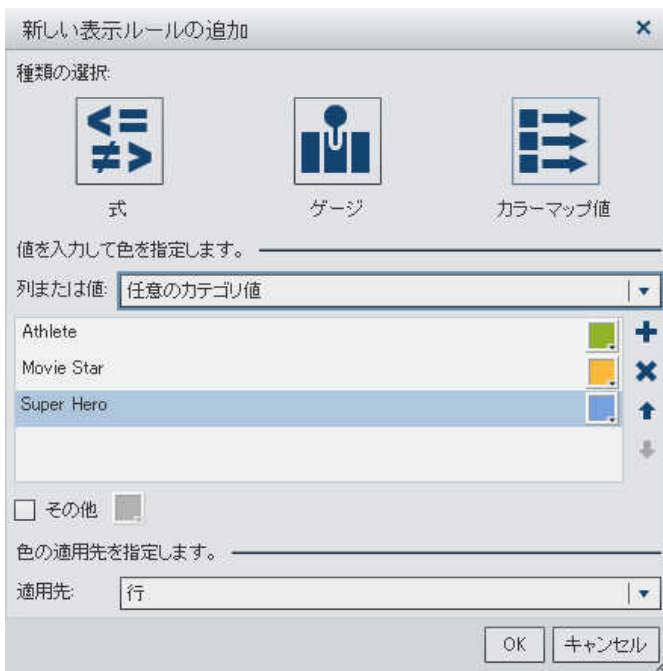 新しい表示ルールの追加
種類の選択:
式 ゲージ カラーマップ値
値を入力して色を指定します。
列または値: 任意のカテゴリ値
Athlete
Movie Star
Super Hero
その他
色の適用先を指定します。
適用先: 行
OK キャンセル